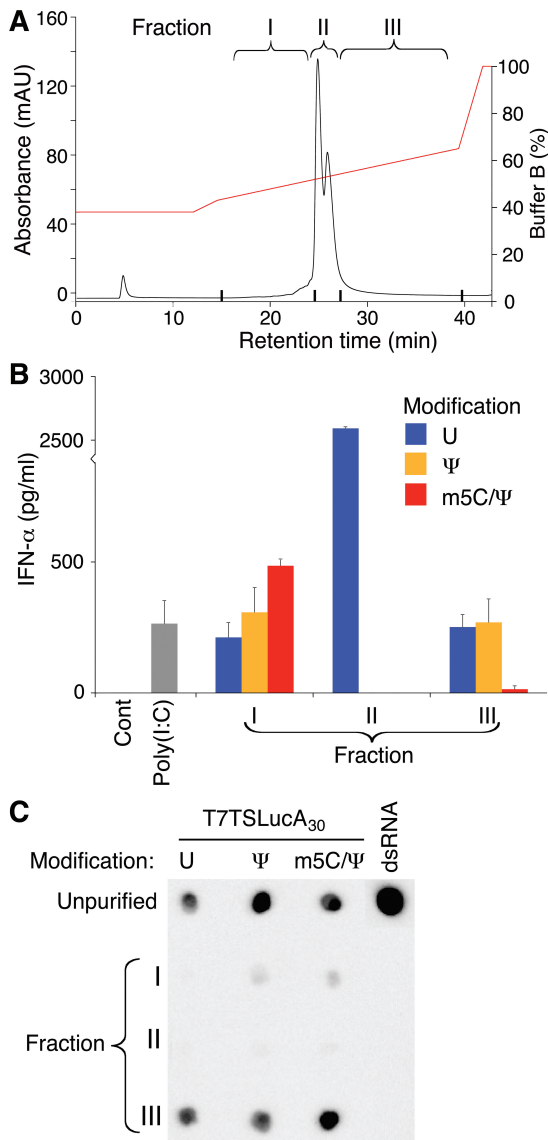 A
Fraction I II III
160
120
80
40
0
Absorbance (mAU)
100
80
60
40
20
0
Buffer B (%)
0 10 20 30 40
Retention time (min)
B
3000
2500
500
0
IFN-α (pg/ml)
Modification
U
Ψ
m5C/Ψ
Cont
Poly(I:C)
I II III
Fraction
C
T7TSLucA₃₀
Modification: U Ψ m5C/Ψ dsRNA
Unpurified
Fraction
I
II
III